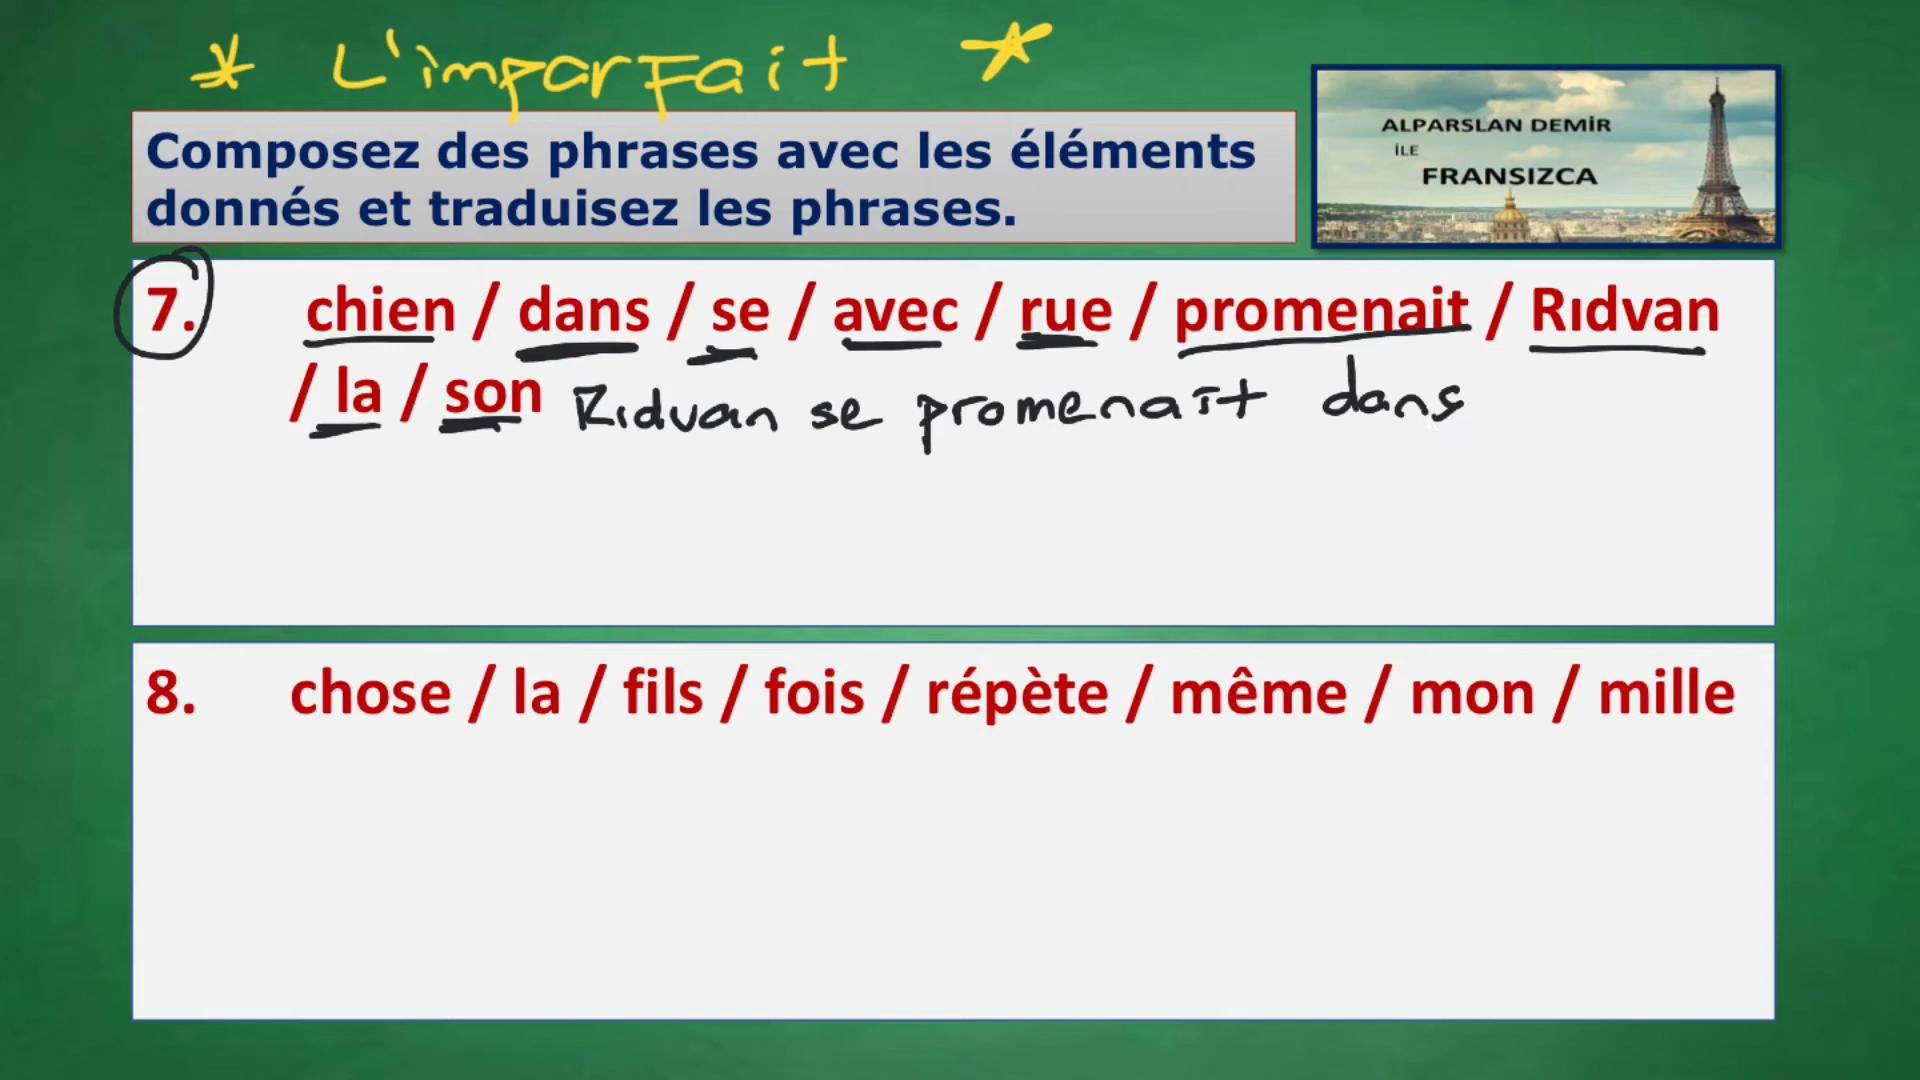 * L'imparfait *
Composez des phrases avec les éléments
donnés et traduisez les phrases.
ALPARSLAN DEMİR
İLE
FRANSIZCA
7. chien / dans / se / avec / rue / promenait / Rıdvan
/ la / son Rıdvan se promenait dans
8. chose / la / fils / fois / répète / même / mon / mille